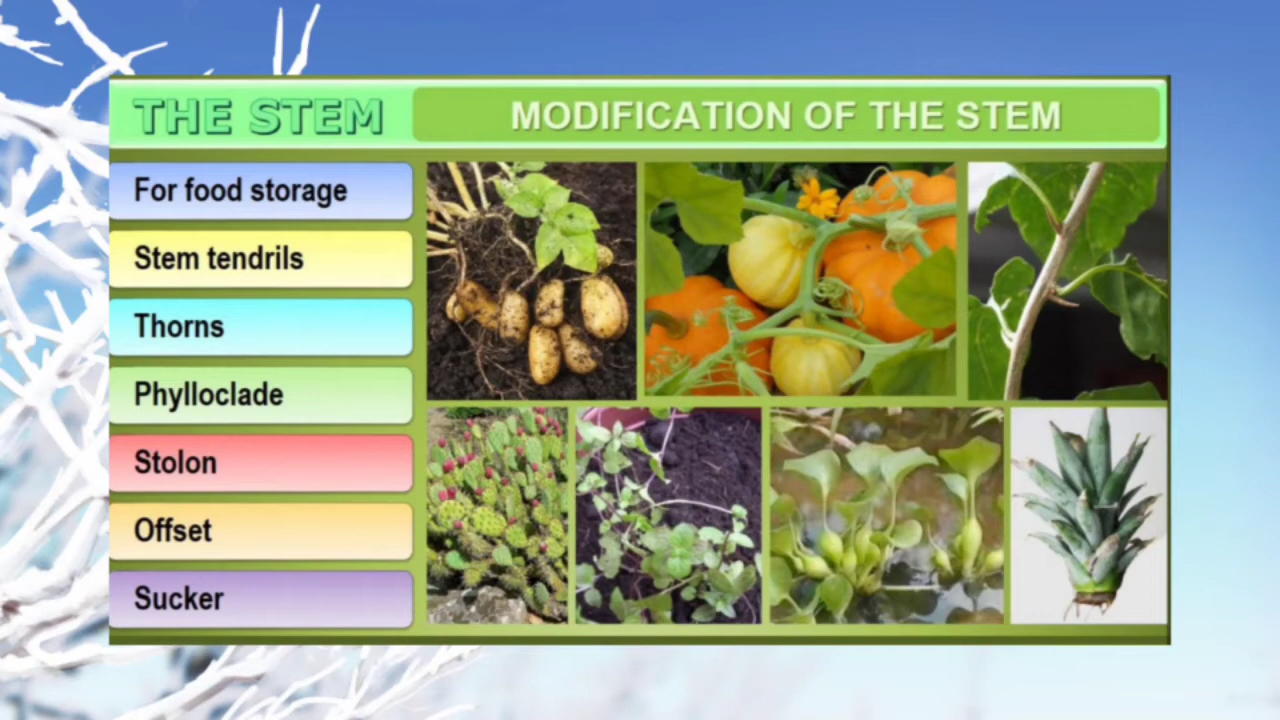 THE STEM
MODIFICATION OF THE STEM
For food storage
Stem tendrils
Thorns
Phylloclade
Stolon
Offset
Sucker